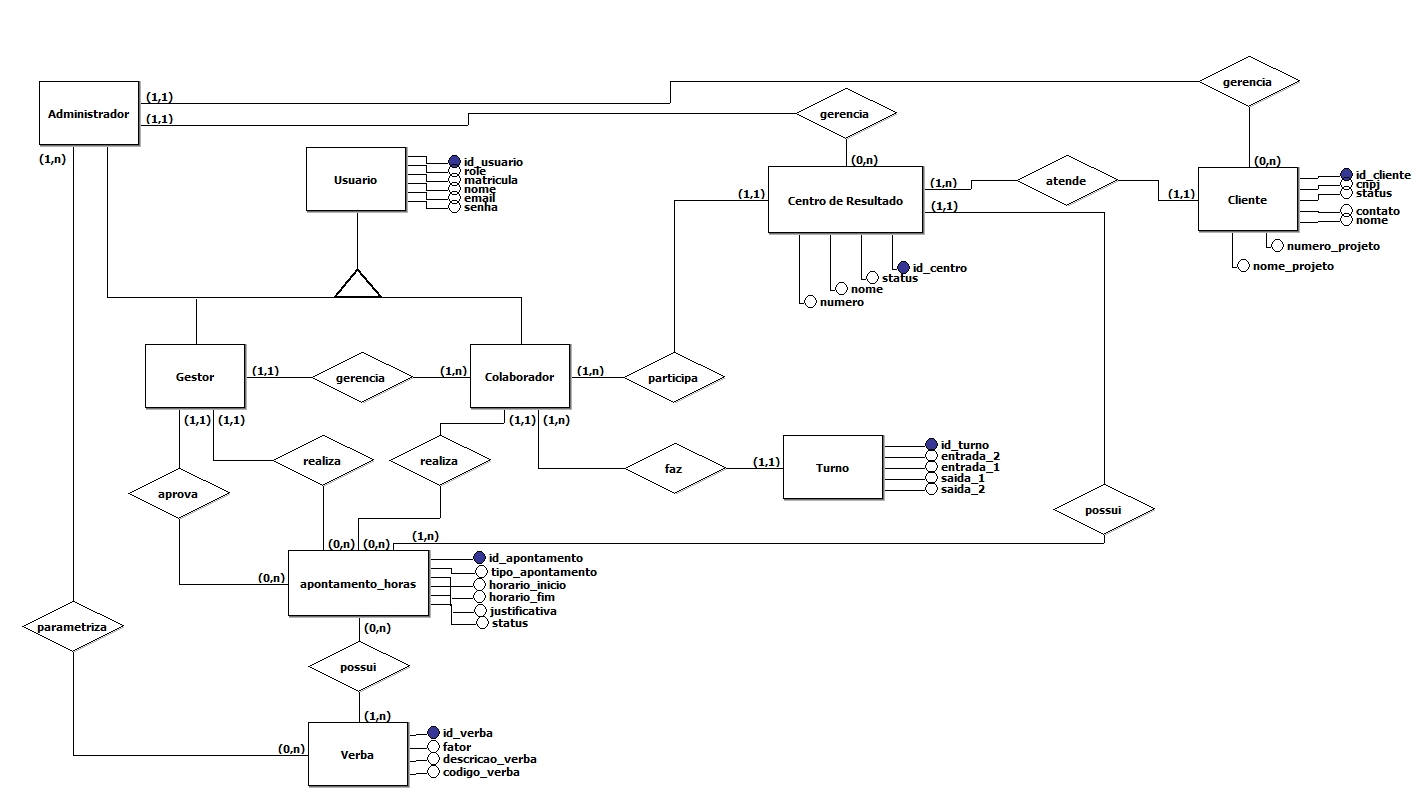 gerencia
Administrador
(1,1)
(1,1)
gerencia
(1,n)
(0,n)
(0,n)
Usuario
id_usuario
role
matricula
nome
email
senha
Centro de Resultado
(1,1)
(1,n)
(1,1)
atende
(1,1)
Cliente
id_cliente
cnpj
status
contato
nome
numero_projeto
nome_projeto
id_centro
status
nome
numero
Gestor
(1,1)
gerencia
(1,n)
Colaborador
(1,n)
participa
(1,1)
(1,1)
(1,1)
(1,n)
realiza
realiza
faz
(1,1)
Turno
id_turno
entrada_2
entrada_1
saida_1
saida_2
aprova
possui
(0,n)
(0,n)
(1,n)
(0,n)
apontamento_horas
id_apontamento
tipo_apontamento
horario_inicio
horario_fim
justificativa
status
parametriza
(0,n)
possui
(1,n)
(0,n)
Verba
id_verba
fator
descricao_verba
codigo_verba